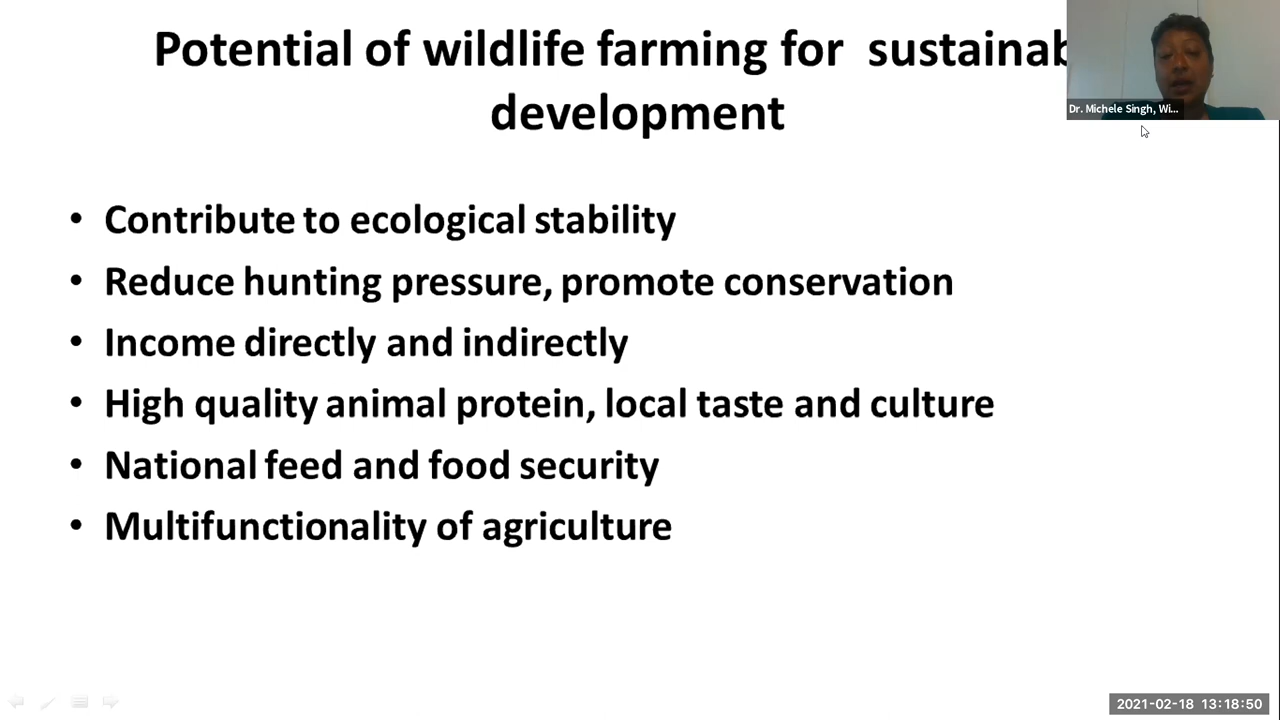 Potential of wildlife farming for sustainab
development
Dr. Michele Singh, Wi...
• Contribute to ecological stability
• Reduce hunting pressure, promote conservation
• Income directly and indirectly
• High quality animal protein, local taste and culture
• National feed and food security
• Multifunctionality of agriculture
2021-02-18 13:18:50